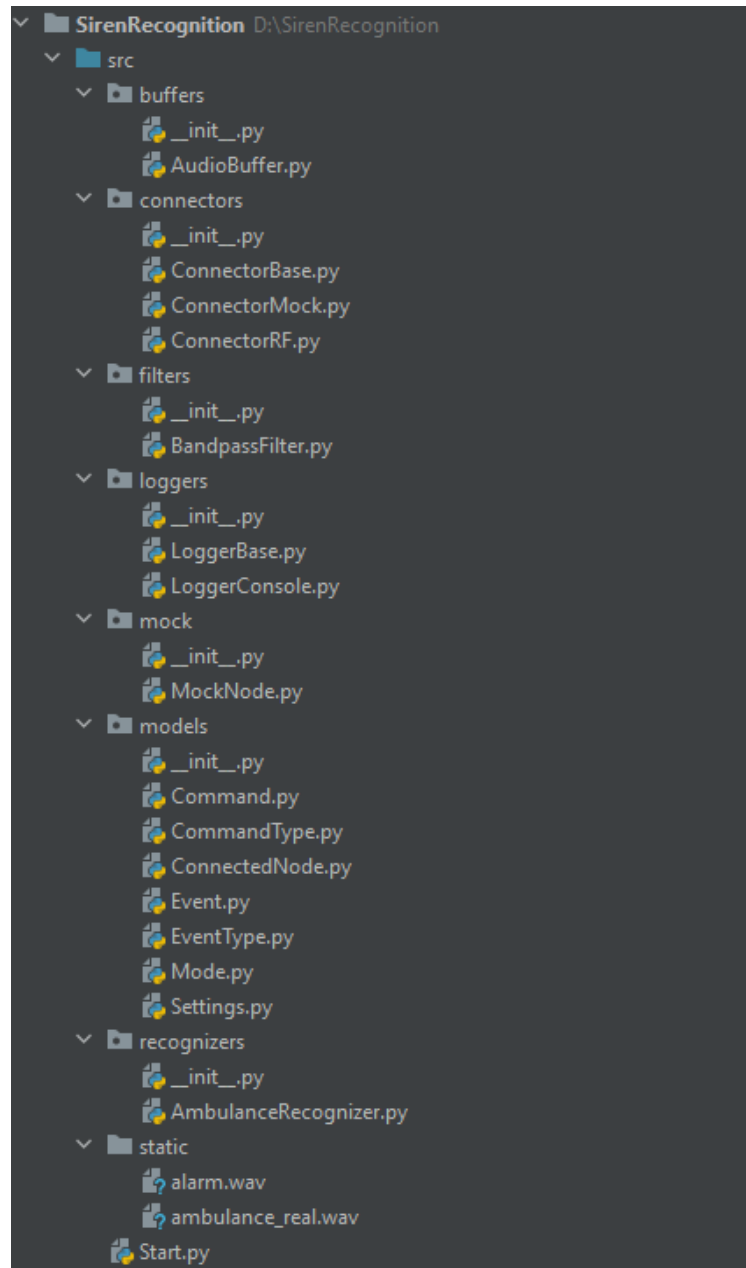 SirenRecognition D:\SirenRecognition
src
buffers
__init__.py
AudioBuffer.py
connectors
__init__.py
ConnectorBase.py
ConnectorMock.py
ConnectorRF.py
filters
__init__.py
BandpassFilter.py
loggers
__init__.py
LoggerBase.py
LoggerConsole.py
mock
__init__.py
MockNode.py
models
__init__.py
Command.py
CommandType.py
ConnectedNode.py
Event.py
EventType.py
Mode.py
Settings.py
recognizers
__init__.py
AmbulanceRecognizer.py
static
alarm.wav
ambulance_real.wav
Start.py